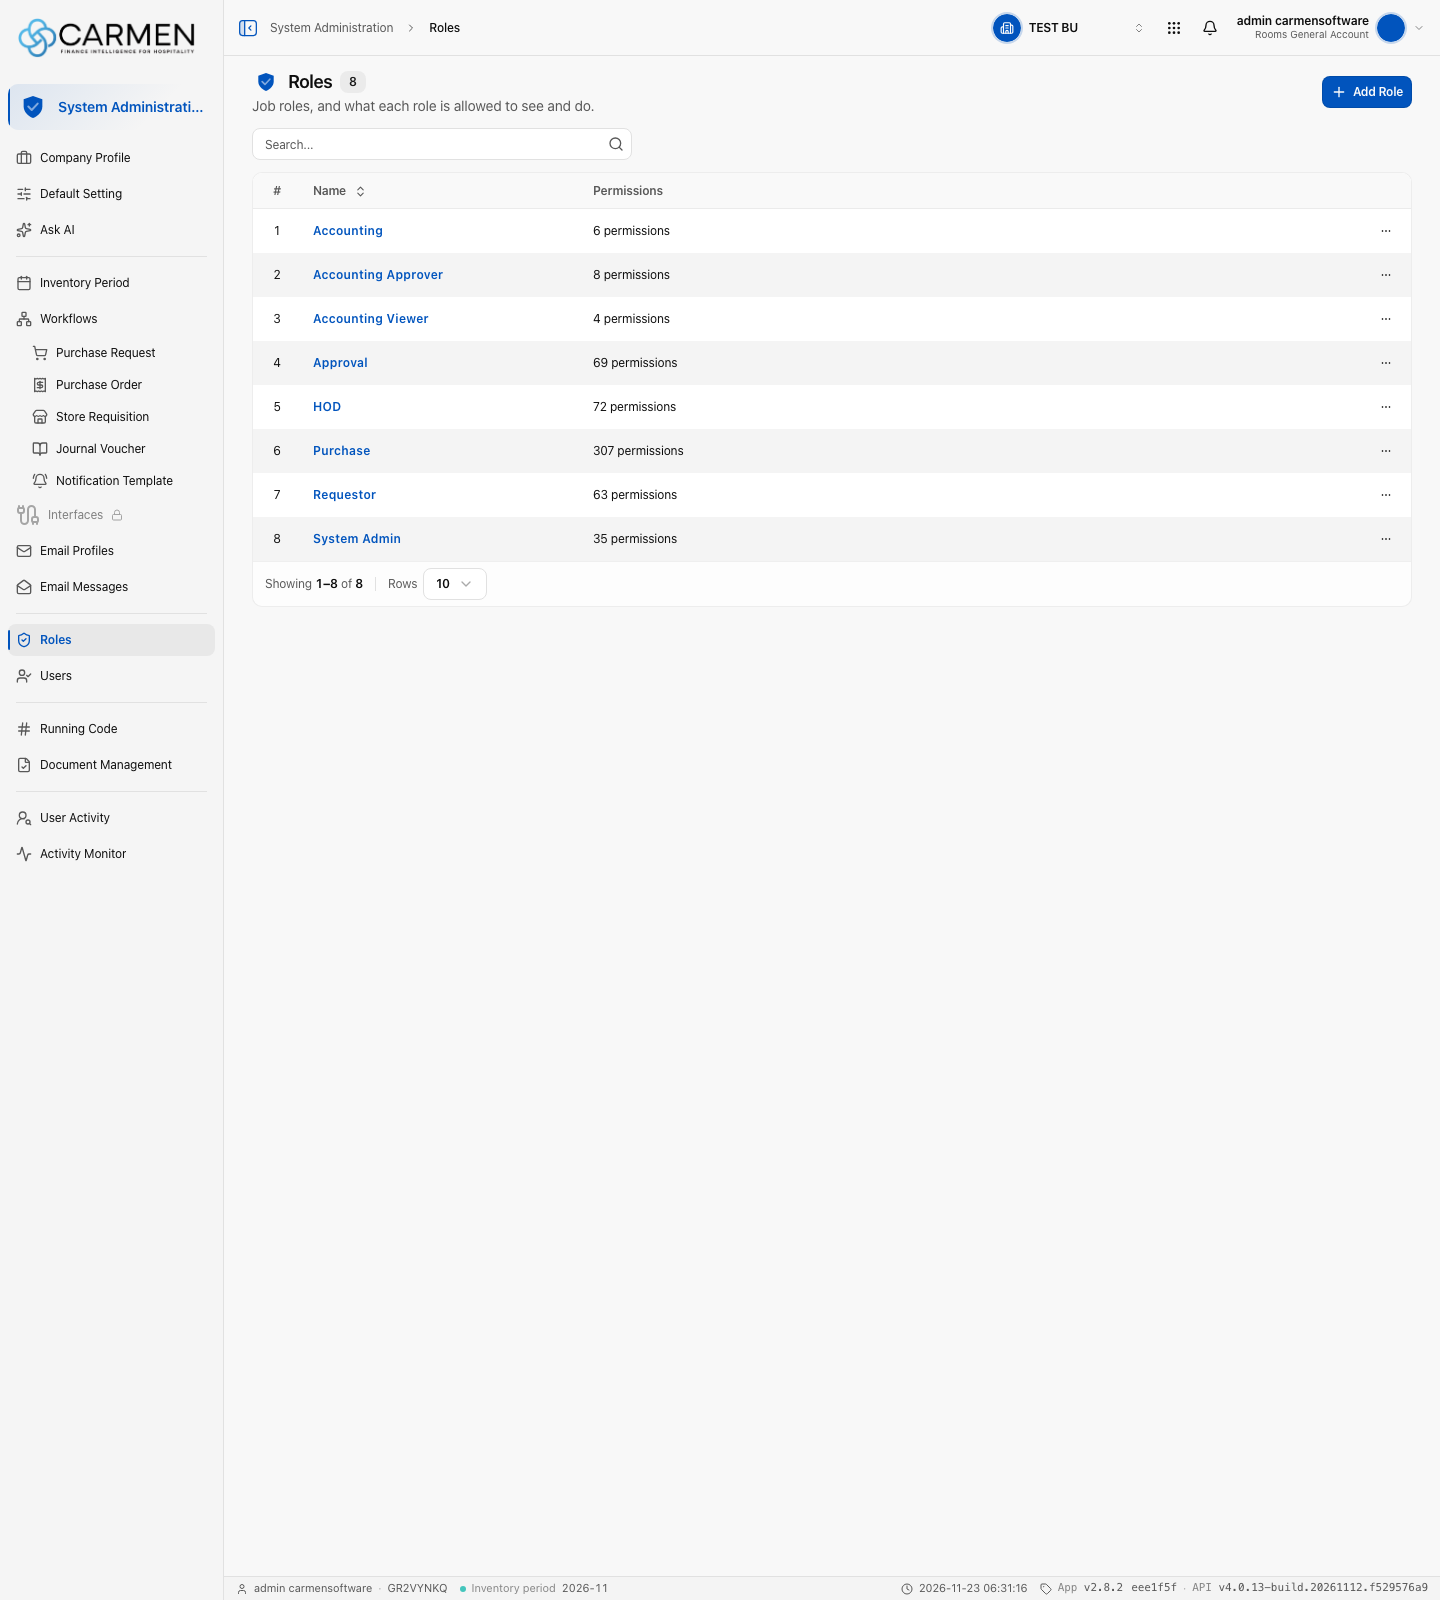 CARMEN
FINANCE INTELLIGENCE FOR HOSPITALITY
System Administrati...
Company Profile
Default Setting
Ask AI
Inventory Period
Workflows
Purchase Request
Purchase Order
Store Requisition
Journal Voucher
Notification Template
Interfaces
Email Profiles
Email Messages
Roles
Users
Running Code
Document Management
User Activity
Activity Monitor
System Administration > Roles
TEST BU
admin carmensoftware
Rooms General Account
Roles 8
Job roles, and what each role is allowed to see and do.
Add Role
Search...
# Name Permissions
1 Accounting 6 permissions
2 Accounting Approver 8 permissions
3 Accounting Viewer 4 permissions
4 Approval 69 permissions
5 HOD 72 permissions
6 Purchase 307 permissions
7 Requestor 63 permissions
8 System Admin 35 permissions
Showing 1–8 of 8 Rows 10
admin carmensoftware · GR2VYNKQ Inventory period 2026-11 2026-11-23 06:31:16 App v2.8.2 eee1f5f · API v4.0.13-build.20261112.f529576a9